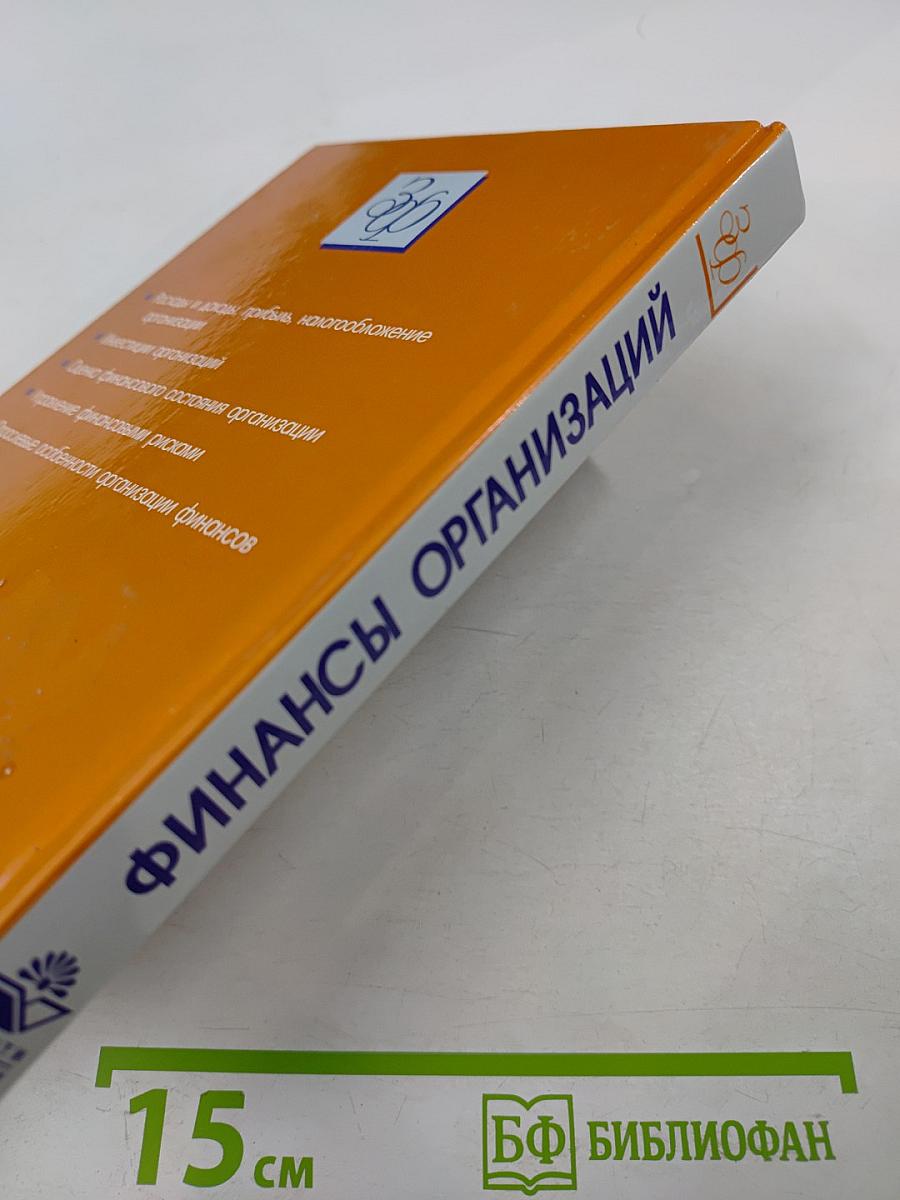 Расходы и доходы, прибыль, налогообложение
организации
Инвестиции организаций
Оценка финансового состояния организации
Управление финансовыми рисками
особенности организации финансов
ФИНАНСЫ ОРГАНИЗАЦИЙ
15 см
БФ БИБЛИОФАН